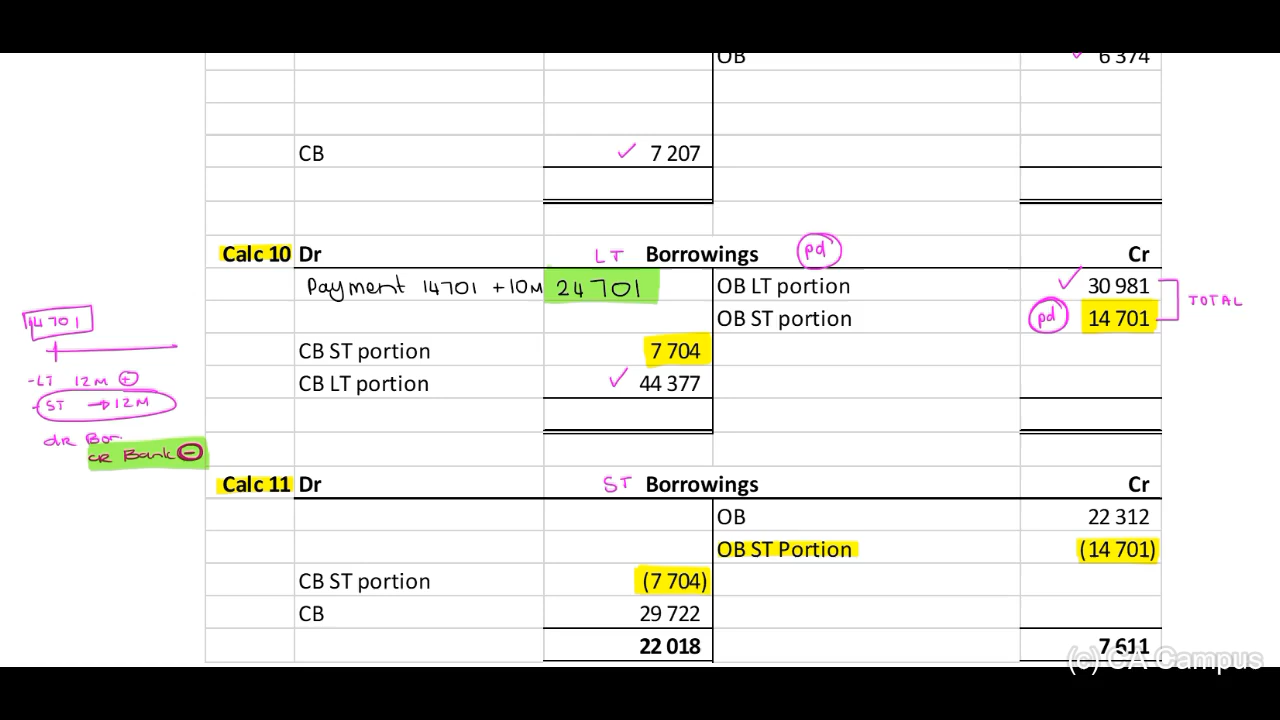 OB 6 374
CB 7 207
Calc 10 Dr LT Borrowings pd Cr
Payment 14701 + 10M 24 701 OB LT portion 30 981
TOTAL
14701
OB ST portion pd 14 701
CB ST portion 7 704
-LT 12M +
CB LT portion 44 377
- ST → 12M
dR Bor
CR Bank −
Calc 11 Dr ST Borrowings Cr
OB 22 312
OB ST Portion (14 701)
CB ST portion (7 704)
CB 29 722
22 018 7 611
(c) CA Campus